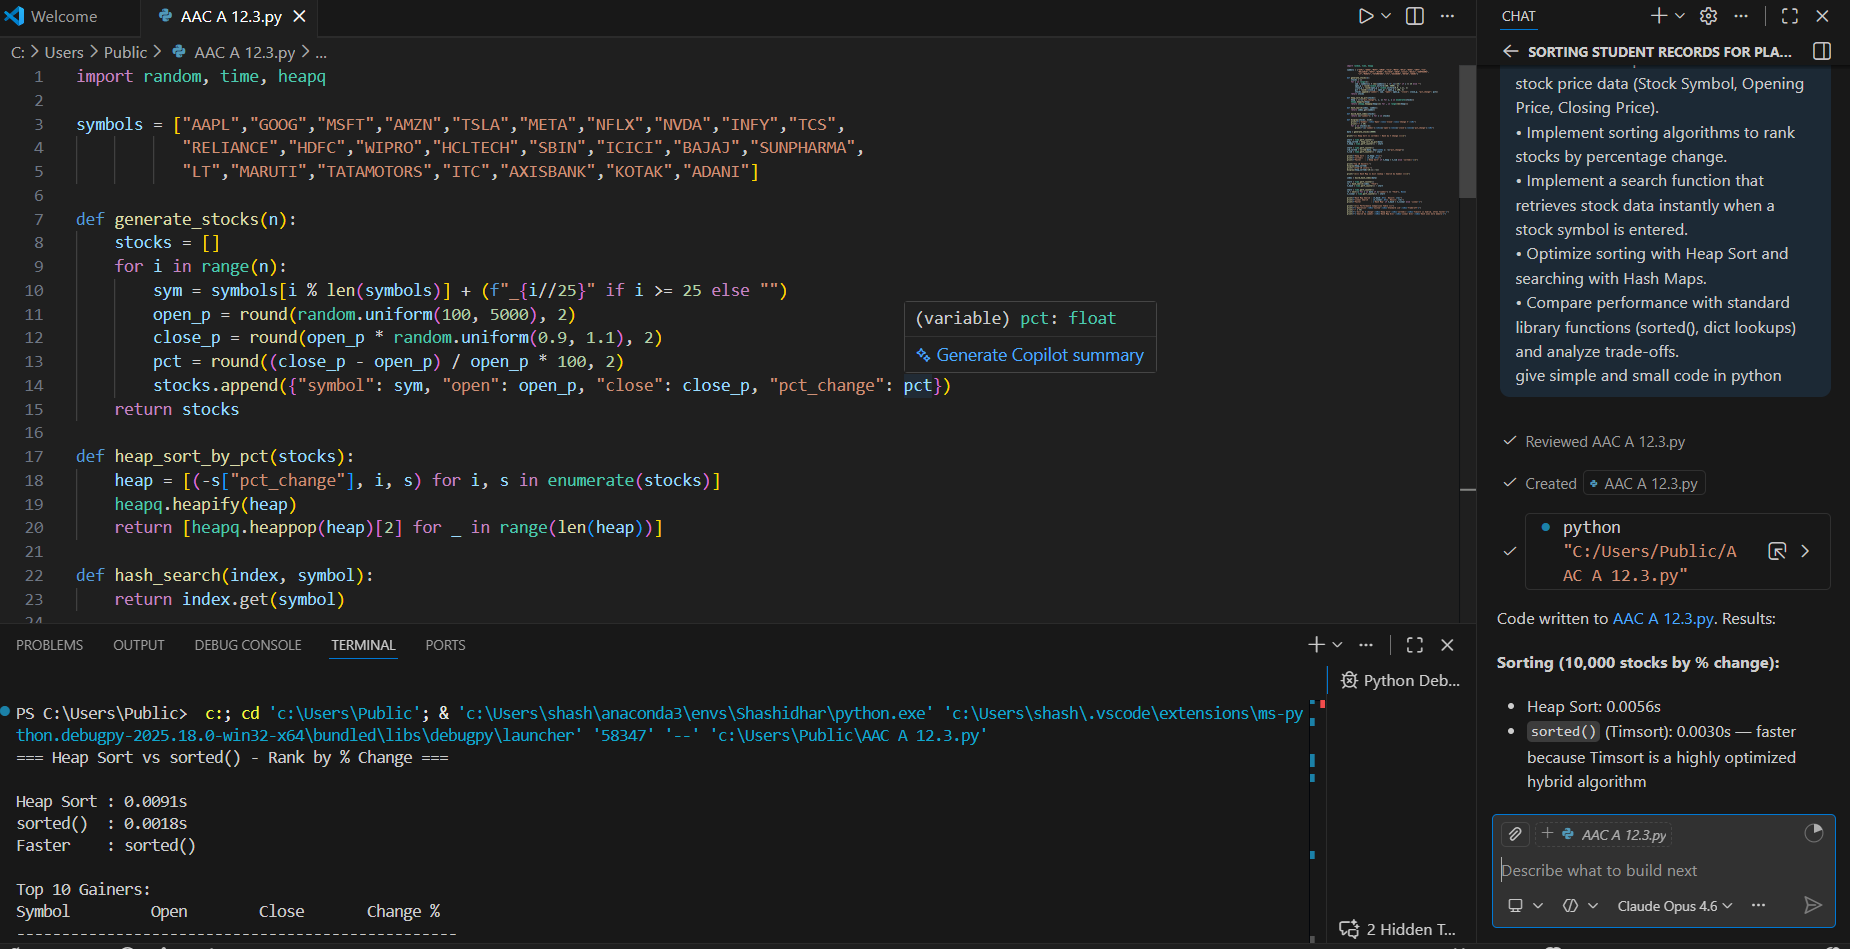 Welcome
AAC A 12.3.py
C: > Users > Public > AAC A 12.3.py > ...
1 import random, time, heapq
2
3 symbols = ["AAPL","GOOG","MSFT","AMZN","TSLA","META","NFLX","NVDA","INFY","TCS",
4 "RELIANCE","HDFC","WIPRO","HCLTECH","SBIN","ICICI","BAJAJ","SUNPHARMA",
5 "LT","MARUTI","TATAMOTORS","ITC","AXISBANK","KOTAK","ADANI"]
6
7 def generate_stocks(n):
8 stocks = []
9 for i in range(n):
10 sym = symbols[i % len(symbols)] + (f"_{i//25}" if i >= 25 else "")
11 open_p = round(random.uniform(100, 5000), 2)
12 close_p = round(open_p * random.uniform(0.9, 1.1), 2)
13 pct = round((close_p - open_p) / open_p * 100, 2)
14 stocks.append({"symbol": sym, "open": open_p, "close": close_p, "pct_change": pct})
15 return stocks
16
17 def heap_sort_by_pct(stocks):
18 heap = [(-s["pct_change"], i, s) for i, s in enumerate(stocks)]
19 heapq.heapify(heap)
20 return [heapq.heappop(heap)[2] for _ in range(len(heap))]
21
22 def hash_search(index, symbol):
23 return index.get(symbol)
24
(variable) pct: float
Generate Copilot summary
PROBLEMS OUTPUT DEBUG CONSOLE TERMINAL PORTS
Python Deb...
2 Hidden T...
PS C:\Users\Public> c:; cd 'c:\Users\Public'; & 'c:\Users\shash\anaconda3\envs\Shashidhar\python.exe' 'c:\Users\shash\.vscode\extensions\ms-py
thon.debugpy-2025.18.0-win32-x64\bundled\libs\debugpy\launcher' '58347' '--' 'c:\Users\Public\AAC A 12.3.py'
=== Heap Sort vs sorted() - Rank by % Change ===
Heap Sort : 0.0091s
sorted() : 0.0018s
Faster : sorted()
Top 10 Gainers:
Symbol Open Close Change %
-------------------------------------------------
CHAT
SORTING STUDENT RECORDS FOR PLA...
stock price data (Stock Symbol, Opening
Price, Closing Price).
• Implement sorting algorithms to rank
stocks by percentage change.
• Implement a search function that
retrieves stock data instantly when a
stock symbol is entered.
• Optimize sorting with Heap Sort and
searching with Hash Maps.
• Compare performance with standard
library functions (sorted(), dict lookups)
and analyze trade-offs.
give simple and small code in python
Reviewed AAC A 12.3.py
Created AAC A 12.3.py
python
"C:/Users/Public/A
AC A 12.3.py"
Code written to AAC A 12.3.py. Results:
Sorting (10,000 stocks by % change):
• Heap Sort: 0.0056s
• sorted() (Timsort): 0.0030s — faster
because Timsort is a highly optimized
hybrid algorithm
AAC A 12.3.py
Describe what to build next
Claude Opus 4.6